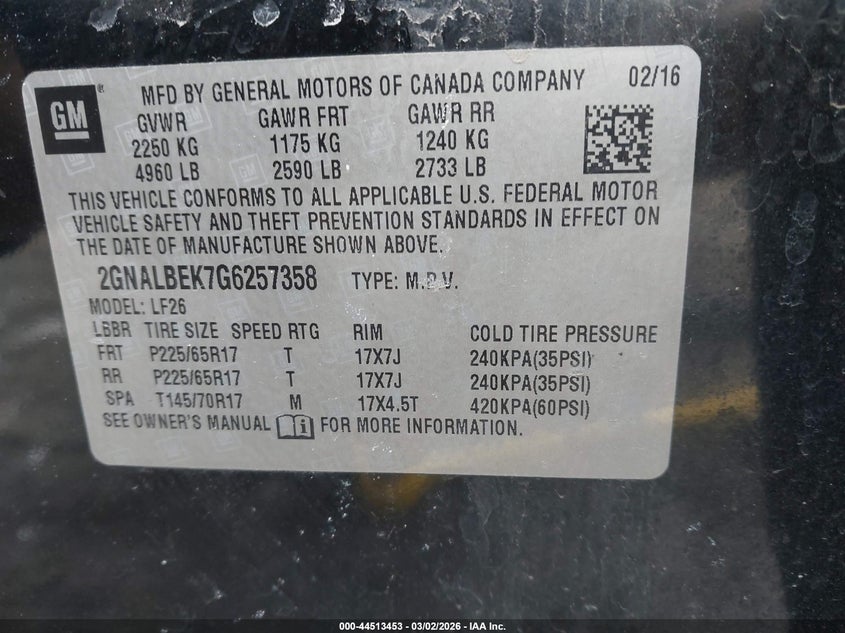 GM
MFD BY GENERAL MOTORS OF CANADA COMPANY 02/16
GVWR GAWR FRT GAWR RR
2250 KG 1175 KG 1240 KG
4960 LB 2590 LB 2733 LB
THIS VEHICLE CONFORMS TO ALL APPLICABLE U.S. FEDERAL MOTOR
VEHICLE SAFETY AND THEFT PREVENTION STANDARDS IN EFFECT ON
THE DATE OF MANUFACTURE SHOWN ABOVE.
2GNALBEK7G6257358 TYPE: M.P.V.
MODEL: LF26
LBBR TIRE SIZE SPEED RTG RIM COLD TIRE PRESSURE
FRT P225/65R17 T 17X7J 240KPA(35PSI)
RR P225/65R17 T 17X7J 240KPA(35PSI)
SPA T145/70R17 M 17X4.5T 420KPA(60PSI)
SEE OWNER'S MANUAL FOR MORE INFORMATION.
000-44513453 - 03/02/2026 - IAA Inc.